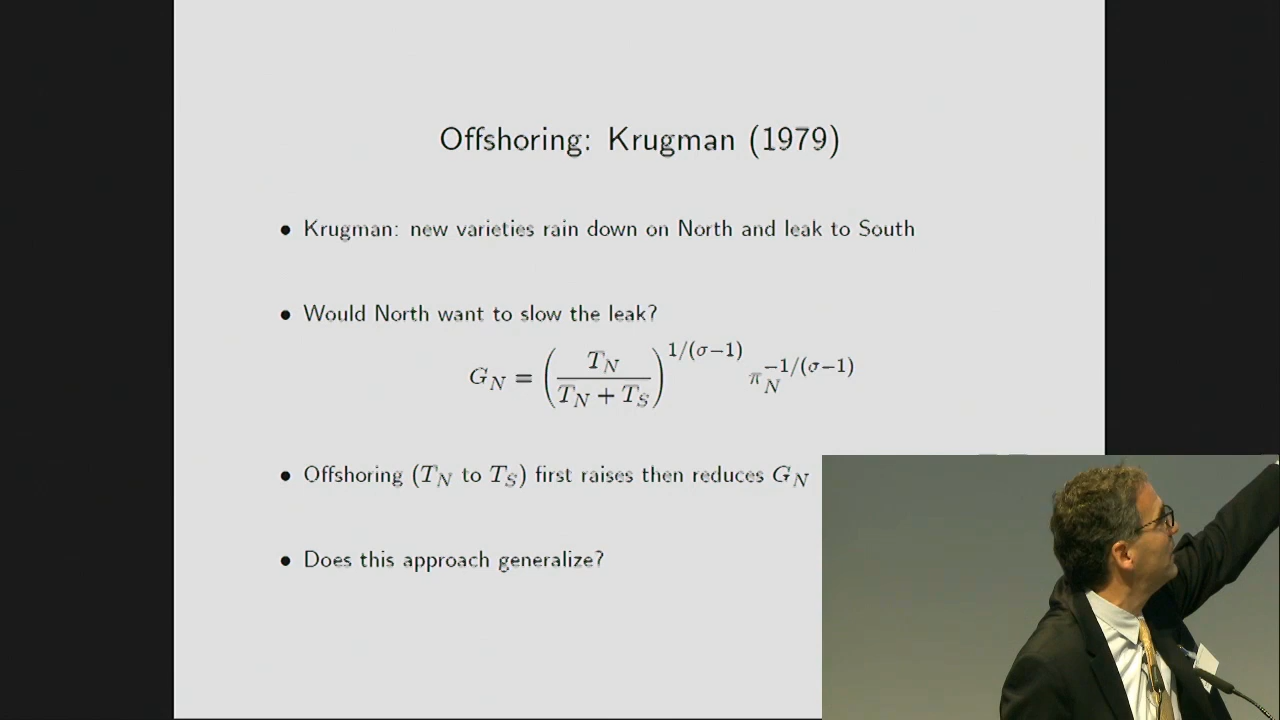 Offshoring: Krugman (1979)
• Krugman: new varieties rain down on North and leak to South
• Would North want to slow the leak?
G_N = (T_N / (T_N + T_S))^{1/(σ−1)} π_N^{−1/(σ−1)}
• Offshoring (T_N to T_S) first raises then reduces G_N
• Does this approach generalize?